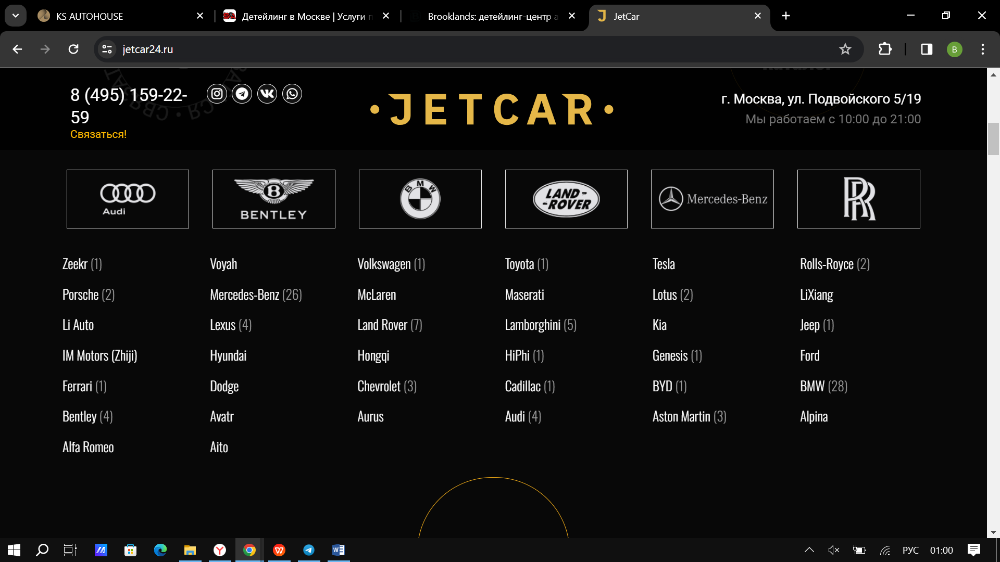 KS AUTOHOUSE
Детейлинг в Москве | Услуги п
Brooklands: детейлинг-центр а
JetCar
jetcar24.ru
B
8 (495) 159-22-
59
Связаться!
JETCAR
г. Москва, ул. Подвойского 5/19
Мы работаем с 10:00 до 21:00
Audi
BENTLEY
BMW
LAND-
-ROVER
Mercedes-Benz
RR
Zeekr (1)
Voyah
Volkswagen (1)
Toyota (1)
Tesla
Rolls-Royce (2)
Porsche (2)
Mercedes-Benz (26)
McLaren
Maserati
Lotus (2)
LiXiang
Li Auto
Lexus (4)
Land Rover (7)
Lamborghini (5)
Kia
Jeep (1)
IM Motors (Zhiji)
Hyundai
Hongqi
HiPhi (1)
Genesis (1)
Ford
Ferrari (1)
Dodge
Chevrolet (3)
Cadillac (1)
BYD (1)
BMW (28)
Bentley (4)
Avatr
Aurus
Audi (4)
Aston Martin (3)
Alpina
Alfa Romeo
Aito
РУС
01:00